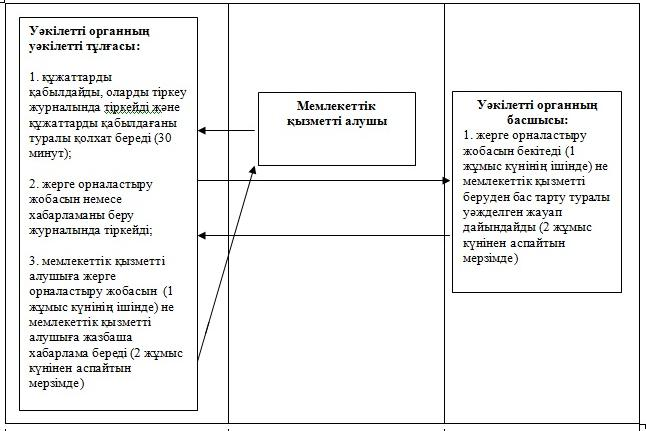 Уәкілетті органның
уәкілетті тұлғасы:
1. құжаттарды
қабылдайды, оларды тіркеу
журналында тіркейді және
құжаттарды қабылдағаны
туралы қолхат береді (30
минут);
2. жерге орналастыру
жобасын немесе
хабарламаны беру
журналында тіркейді;
3. мемлекеттік қызметті
алушыға жерге
орналастыру жобасын (1
жұмыс күнінің ішінде) не
мемлекеттік қызметті
алушыға жазбаша
хабарлама береді (2 жұмыс
күнінен аспайтын
мерзімде)
Мемлекеттік
қызметті алушы
Уәкілетті органның
басшысы:
1. жерге орналастыру
жобасын бекітеді (1
жұмыс күнінің ішінде) не
мемлекеттік қызметті
беруден бас тарту туралы
уәжделген жауап
дайындайды (2 жұмыс
күнінен аспайтын
мерзімде)